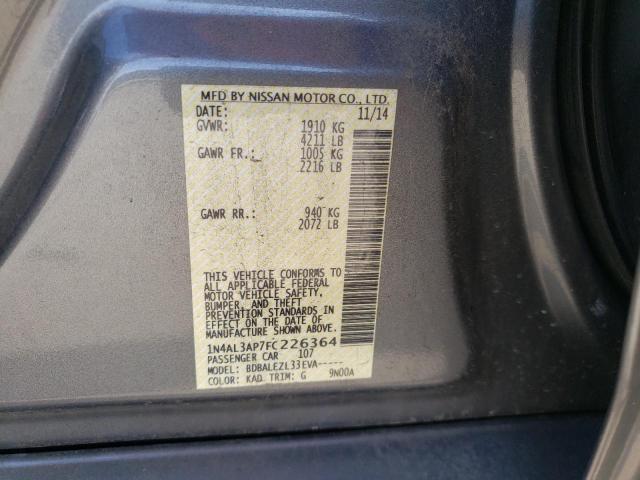 MFD BY NISSAN MOTOR CO., LTD.
DATE: 11/14
GVWR: 1910 KG
4211 LB
GAWR FR.: 1005 KG
2216 LB
GAWR RR.: 940 KG
2072 LB
THIS VEHICLE CONFORMS TO
ALL APPLICABLE FEDERAL
MOTOR VEHICLE SAFETY,
BUMPER, AND THEFT
PREVENTION STANDARDS
IN EFFECT ON THE DATE OF
MANUFACTURE SHOWN ABOVE.
1N4AL3AP7FC226364
PASSENGER CAR 107
MODEL: BDBALEZL33EVA-----
COLOR: KAD TRIM: G 9N00A